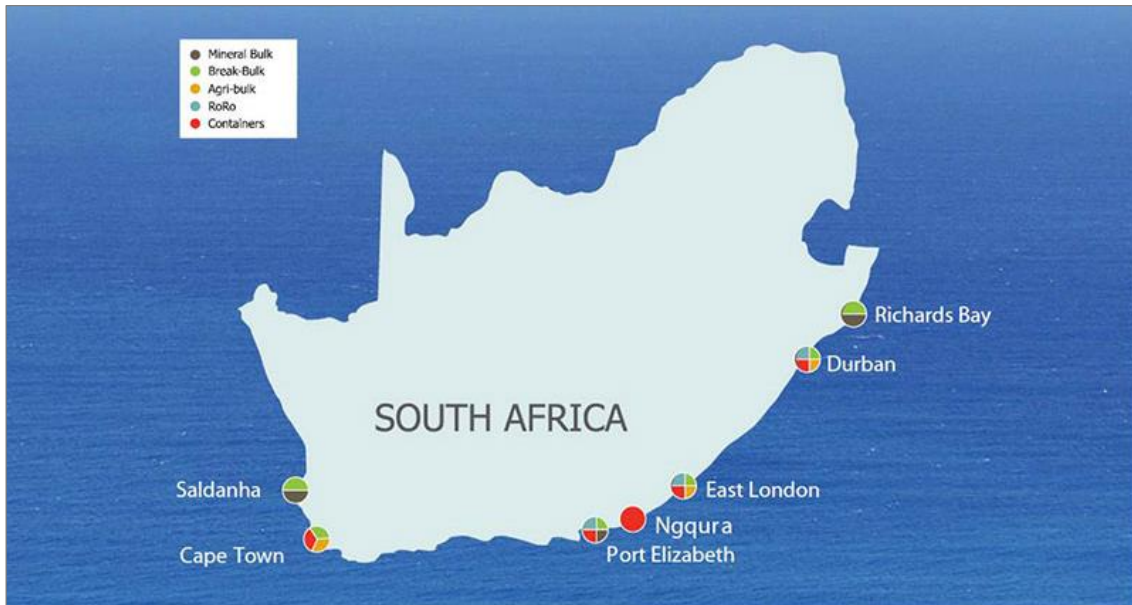 Mineral Bulk
Break-Bulk
Agri-bulk
RoRo
Containers
Richards Bay
Durban
SOUTH AFRICA
Saldanha
East London
Ngqura
Cape Town
Port Elizabeth